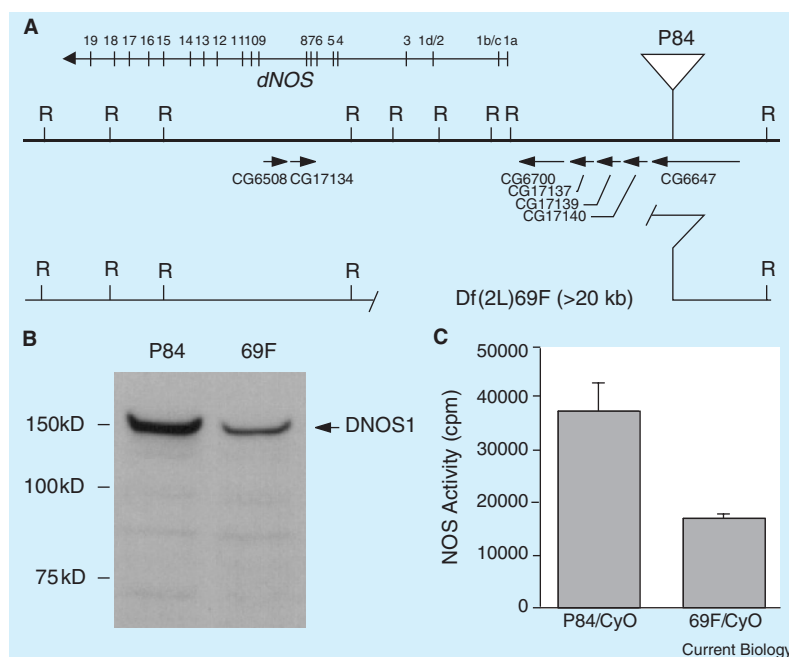 A
P84
19 18 17 16 15 14 13 12 11 10 9 8 7 6 5 4 3 1d/2 1b/c 1a
dNOS
R R R R R R R R R
CG6508 CG17134 CG6700 CG6647
CG17137
CG17139
CG17140
R R R R R
Df(2L)69F (>20 kb)
B
P84 69F
150kD
DNOS1
100kD
75kD
C
NOS Activity (cpm)
50000
40000
30000
20000
10000
0
P84/CyO 69F/CyO
Current Biology